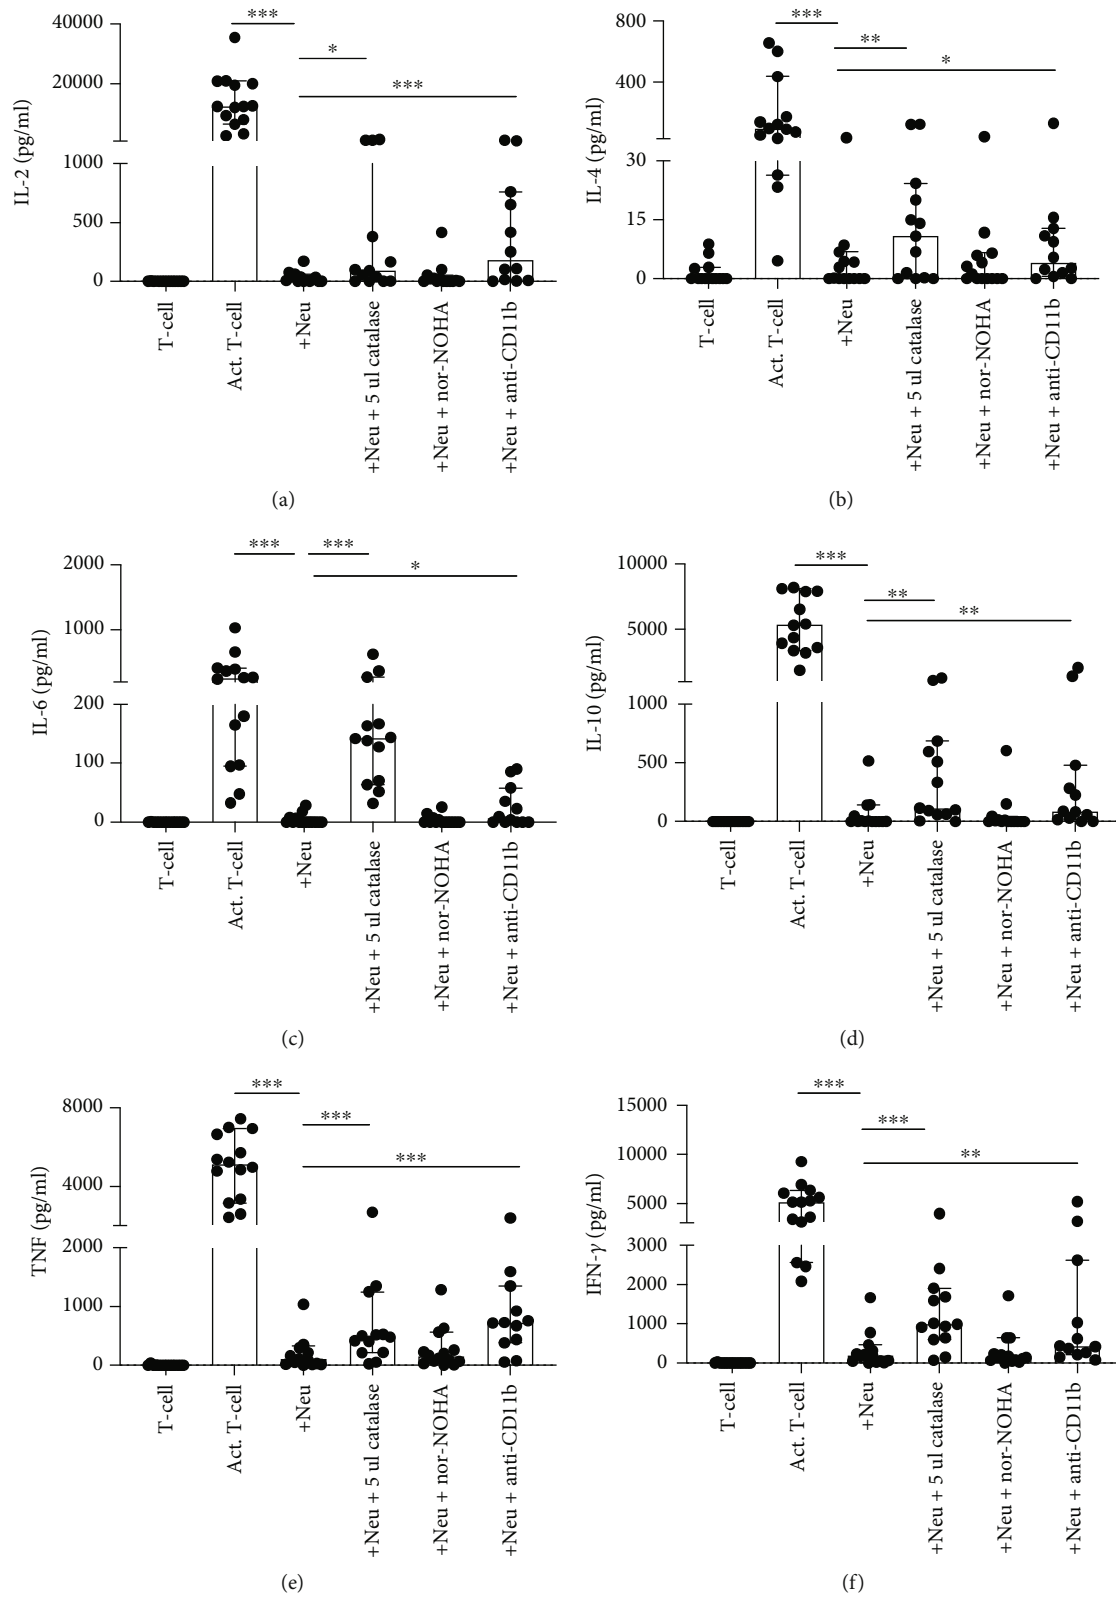 IL-2 (pg/ml)
40000
20000
1000
500
0
***
*
***
T-cell
Act. T-cell
+Neu
+Neu + 5 ul catalase
+Neu + nor-NOHA
+Neu + anti-CD11b
(a)
IL-4 (pg/ml)
800
400
30
15
0
***
**
*
T-cell
Act. T-cell
+Neu
+Neu + 5 ul catalase
+Neu + nor-NOHA
+Neu + anti-CD11b
(b)
IL-6 (pg/ml)
2000
1000
200
100
0
***
***
*
T-cell
Act. T-cell
+Neu
+Neu + 5 ul catalase
+Neu + nor-NOHA
+Neu + anti-CD11b
(c)
IL-10 (pg/ml)
10000
5000
1000
500
0
***
**
**
T-cell
Act. T-cell
+Neu
+Neu + 5 ul catalase
+Neu + nor-NOHA
+Neu + anti-CD11b
(d)
TNF (pg/ml)
8000
4000
2000
1000
0
***
***
***
T-cell
Act. T-cell
+Neu
+Neu + 5 ul catalase
+Neu + nor-NOHA
+Neu + anti-CD11b
(e)
IFN-γ (pg/ml)
15000
10000
5000
3000
2000
1000
0
***
***
**
T-cell
Act. T-cell
+Neu
+Neu + 5 ul catalase
+Neu + nor-NOHA
+Neu + anti-CD11b
(f)